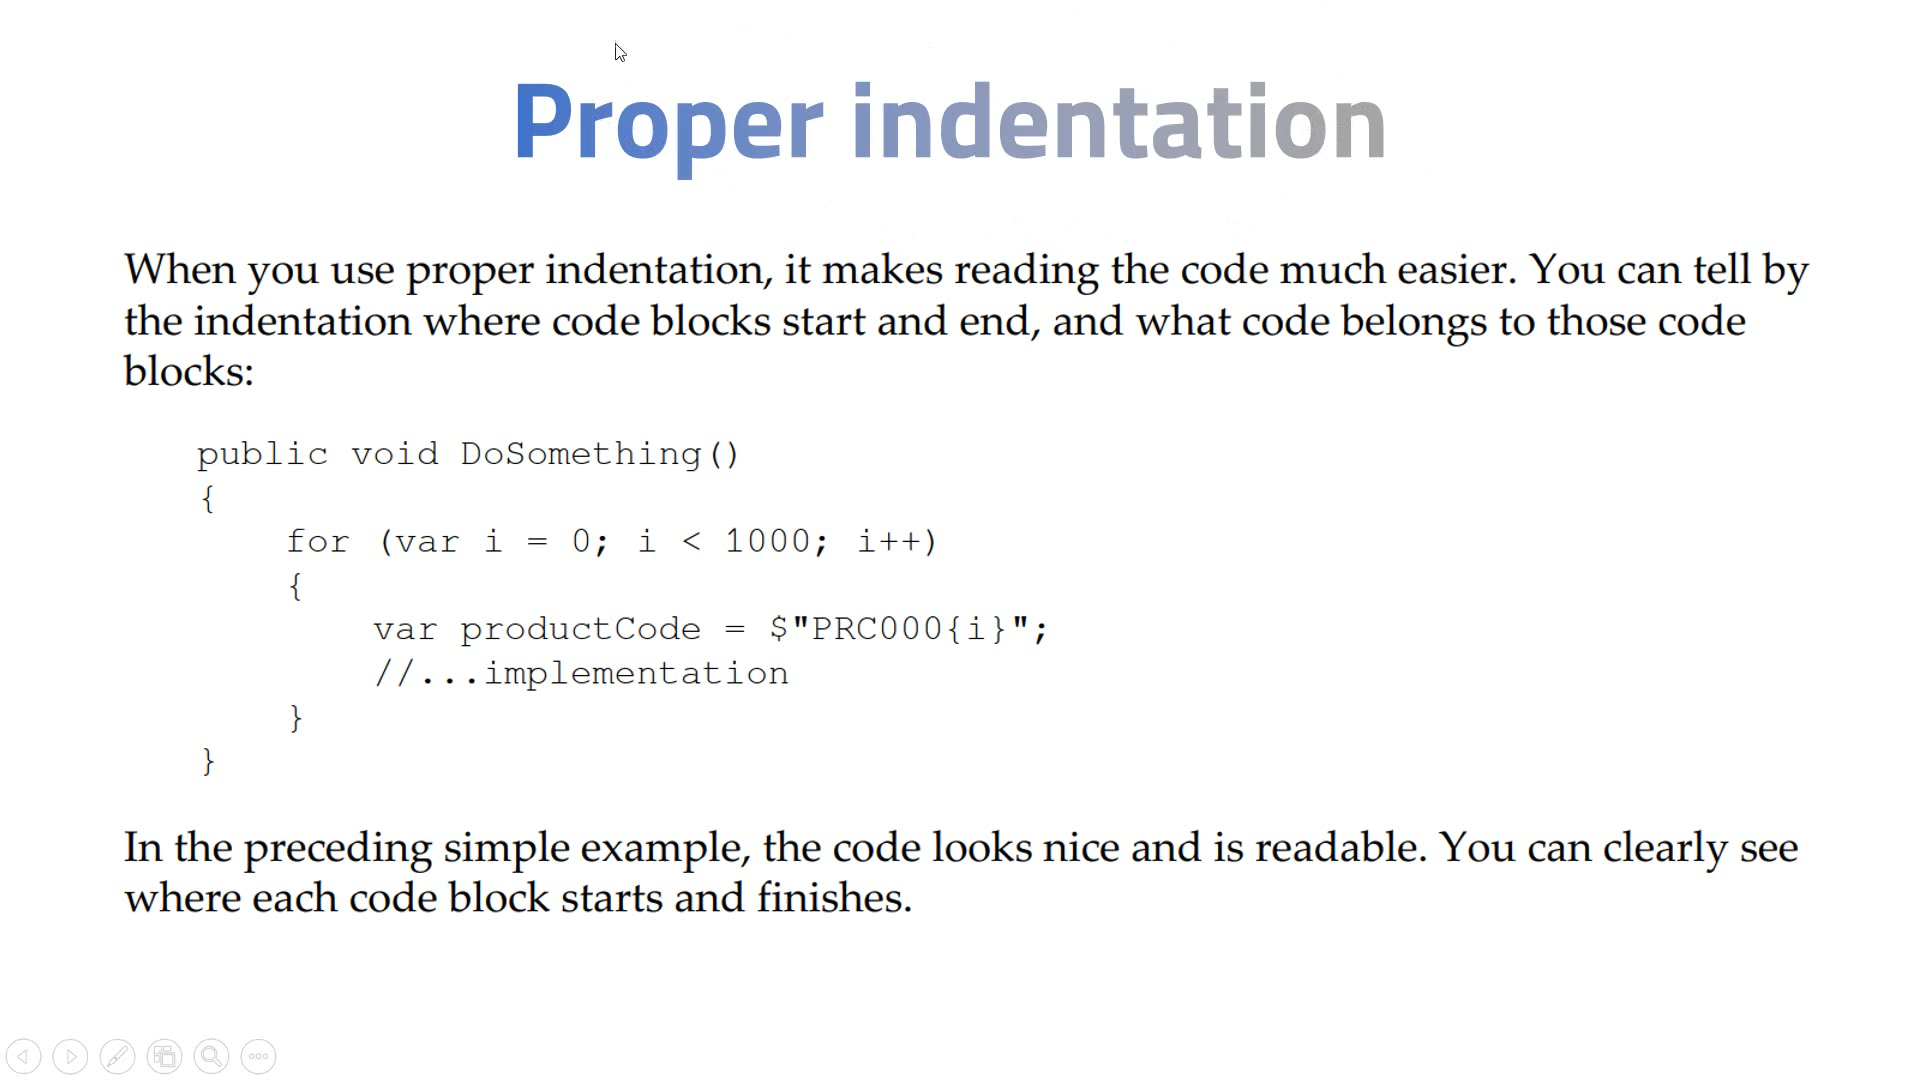 Proper indentation
When you use proper indentation, it makes reading the code much easier. You can tell by
the indentation where code blocks start and end, and what code belongs to those code
blocks:
public void DoSomething()
{
    for (var i = 0; i < 1000; i++)
    {
        var productCode = $"PRC000{i}";
        //...implementation
    }
}
In the preceding simple example, the code looks nice and is readable. You can clearly see
where each code block starts and finishes.